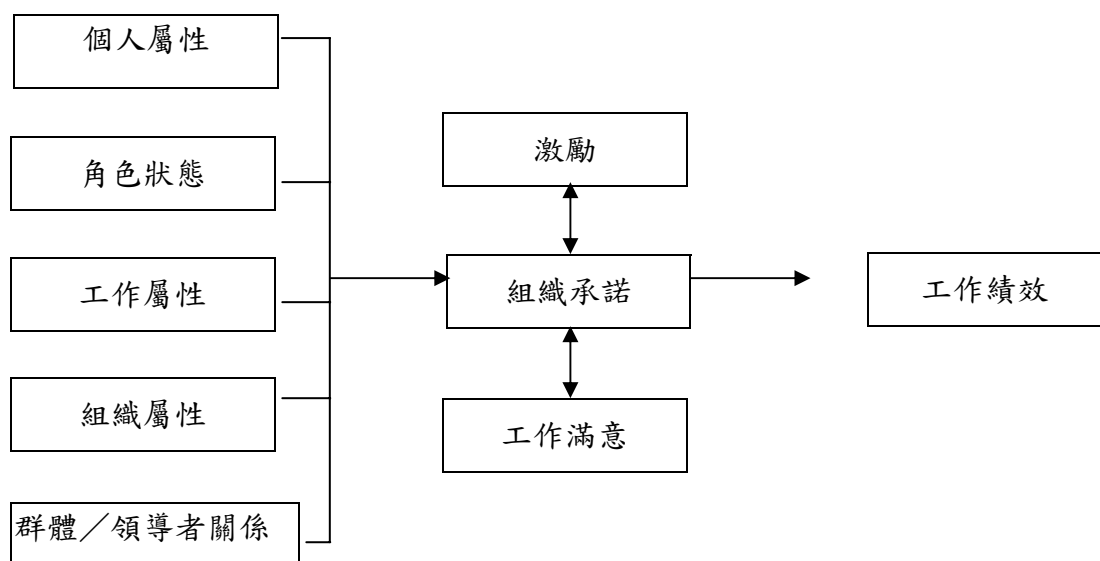 個人屬性
角色狀態
工作屬性
組織屬性
群體／領導者關係
激勵
組織承諾
工作滿意
工作績效